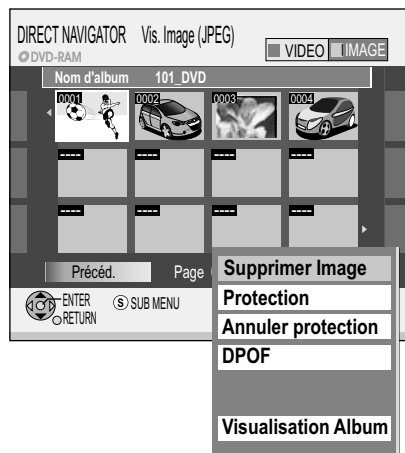 DIRECT NAVIGATOR Vis. Image (JPEG)
DVD-RAM
VIDEO IMAGE
Nom d'album 101_DVD
0001 0002 0003 0004
---- ---- ---- ----
---- ---- ---- ----
Précéd. Page
ENTER
RETURN
S SUB MENU
Supprimer Image
Protection
Annuler protection
DPOF
Visualisation Album